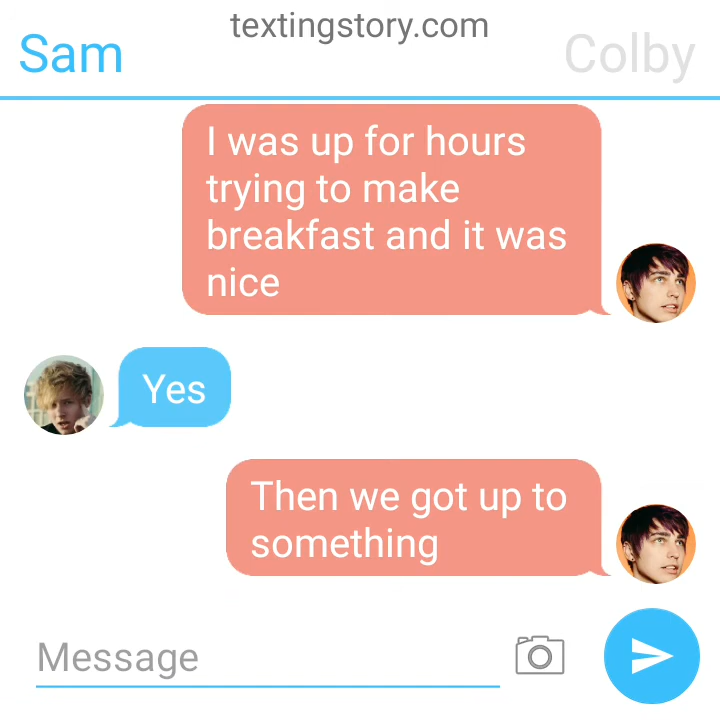 textingstory.com
Sam
Colby
I was up for hours
trying to make
breakfast and it was
nice
Yes
Then we got up to
something
Message